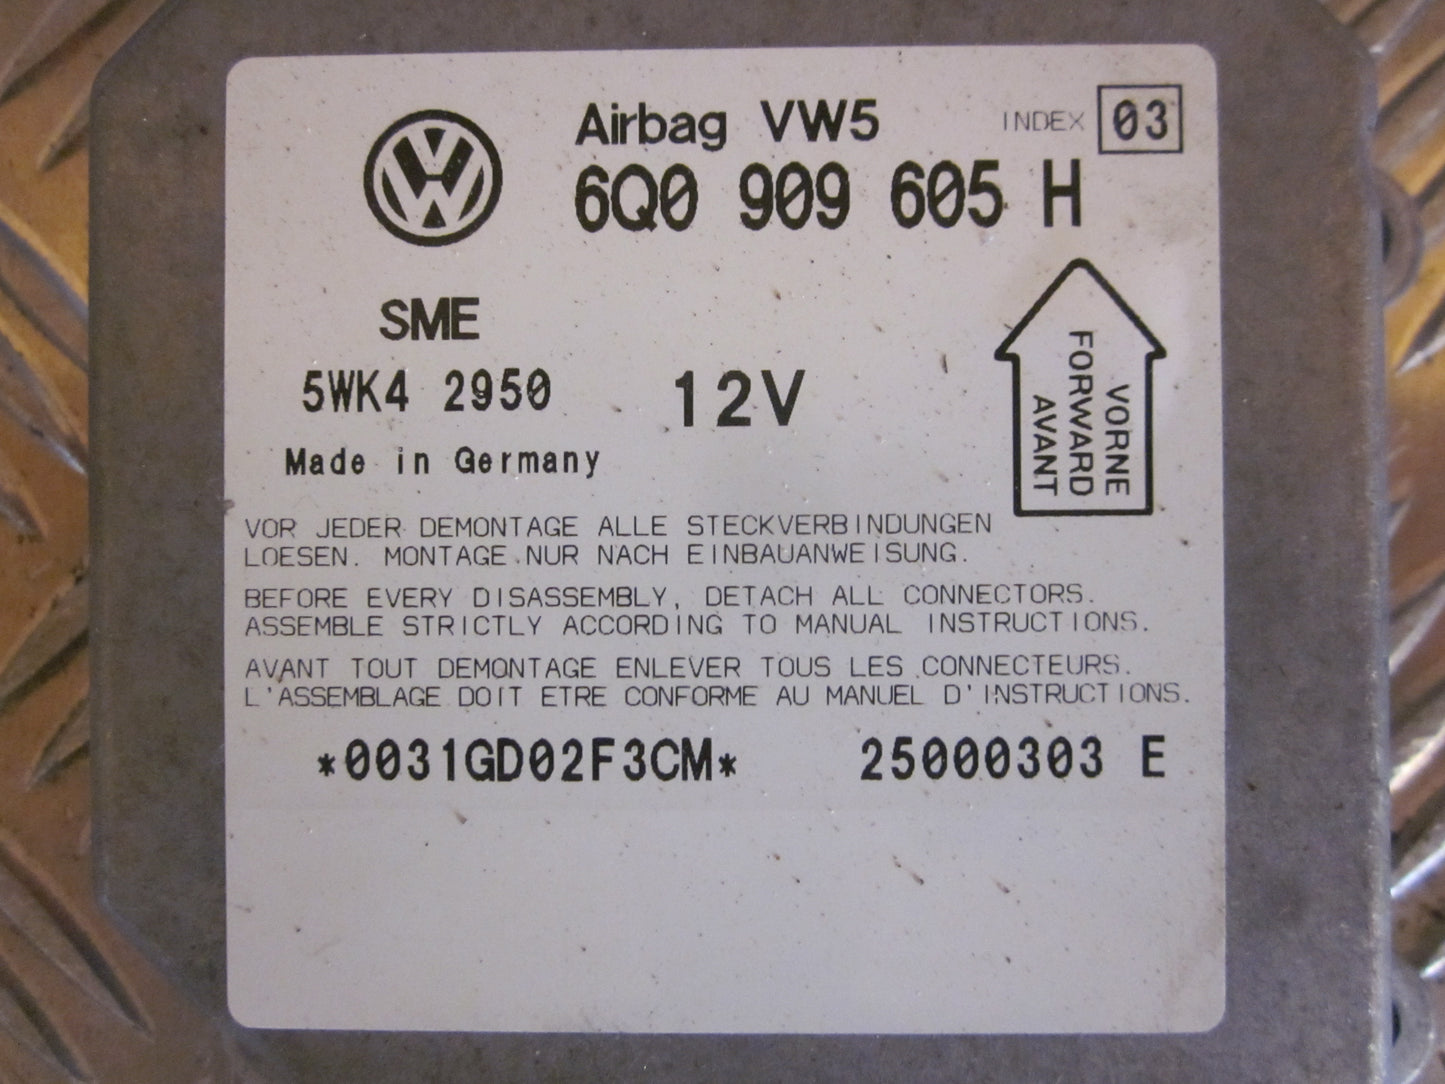 Airbag VW5 INDEX 03
6Q0 909 605 H
SME
5WK4 2950 12V
Made in Germany
VORNE
FORWARD
AVANT
VOR JEDER DEMONTAGE ALLE STECKVERBINDUNGEN
LOESEN. MONTAGE NUR NACH EINBAUANWEISUNG.
BEFORE EVERY DISASSEMBLY, DETACH ALL CONNECTORS.
ASSEMBLE STRICTLY ACCORDING TO MANUAL INSTRUCTIONS.
AVANT TOUT DEMONTAGE ENLEVER TOUS LES CONNECTEURS.
L'ASSEMBLAGE DOIT ETRE CONFORME AU MANUEL D'INSTRUCTIONS.
*0031GD02F3CM* 25000303 E